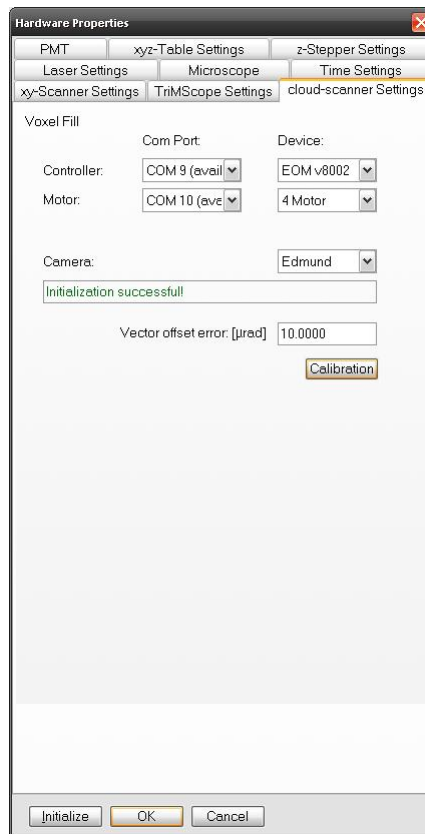 Hardware Properties
PMT xyz-Table Settings z-Stepper Settings
Laser Settings Microscope Time Settings
xy-Scanner Settings TriMScope Settings cloud-scanner Settings
Voxel Fill
Com Port: Device:
Controller: COM 9 (avail EOM v8002
Motor: COM 10 (ava 4 Motor
Camera: Edmund
Initialization successful!
Vector offset error: [µrad] 10.0000
Calibration
Initialize OK Cancel